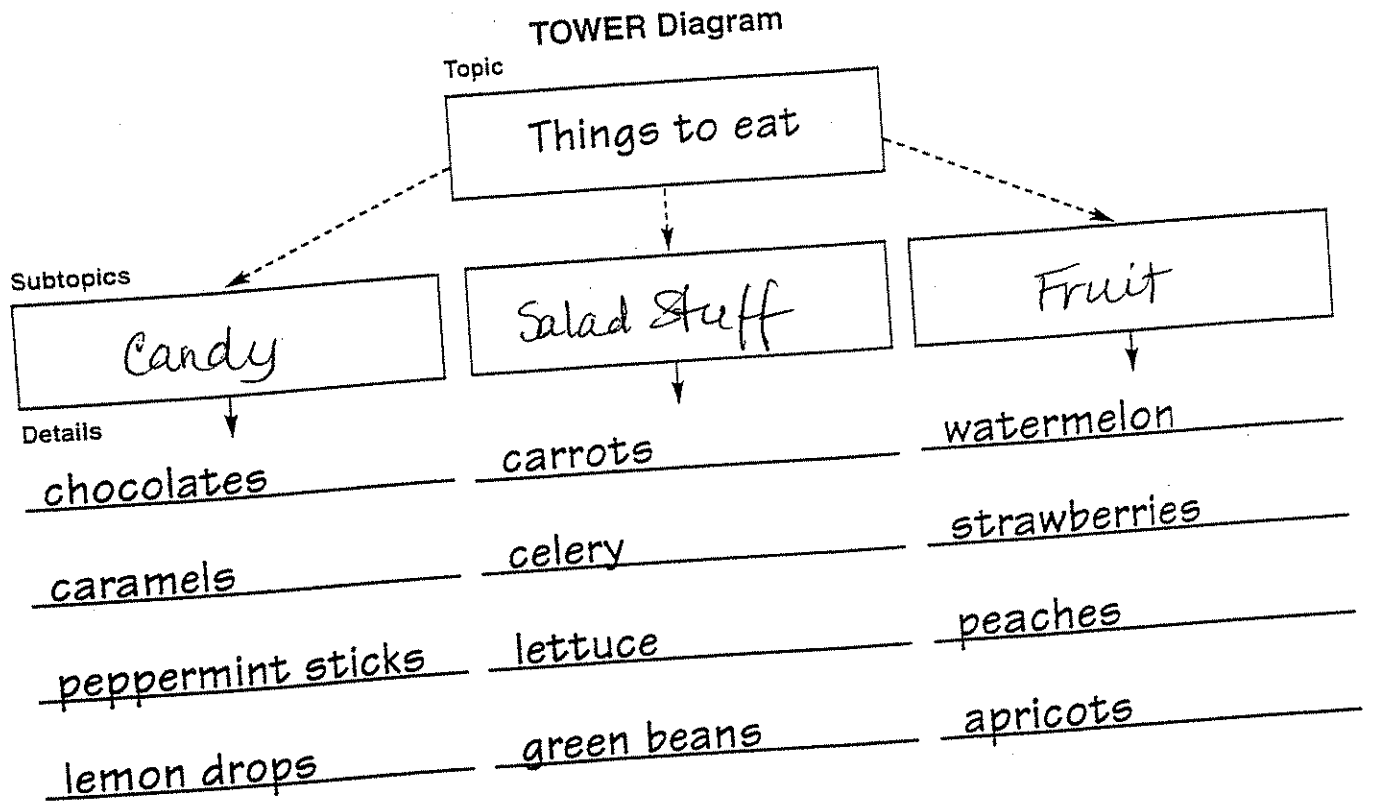 TOWER Diagram
Topic
Things to eat
Subtopics
Candy
Salad Stuff
Fruit
Details
chocolates
carrots
watermelon
caramels
celery
strawberries
peppermint sticks
lettuce
peaches
lemon drops
green beans
apricots